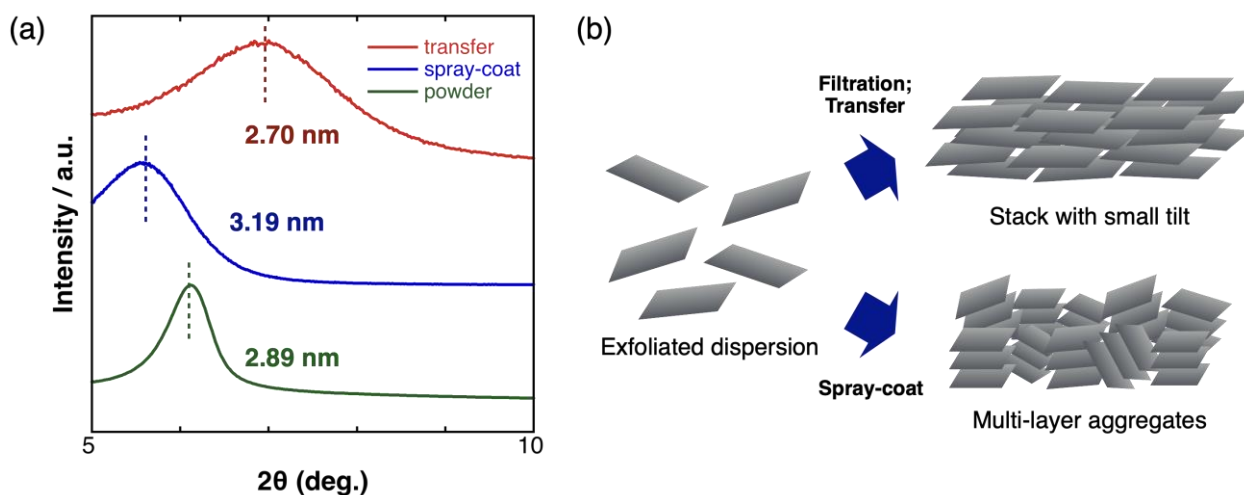 (a)
Intensity / a.u.
transfer
spray-coat
powder
2.70 nm
3.19 nm
2.89 nm
5
10
2θ (deg.)
(b)
Filtration;
Transfer
Stack with small tilt
Exfoliated dispersion
Spray-coat
Multi-layer aggregates